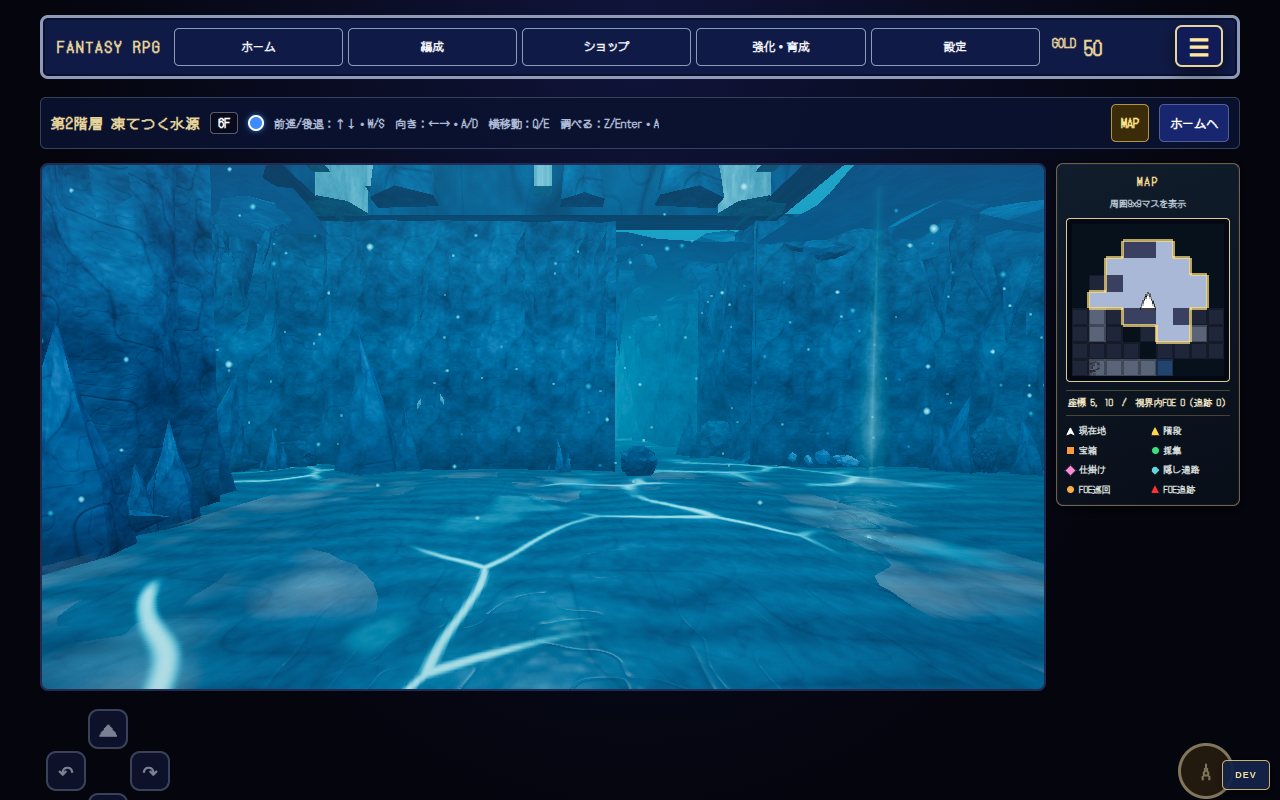 FANTASY RPG ホーム 編成 ショップ 強化・育成 設定 GOLD 50
第2階層 凍てつく水源 6F 前進/後退：↑↓・W/S 向き：←→・A/D 横移動：Q/E 調べる：Z/Enter・A MAP ホームへ
MAP
周囲9x9マスを表示
座標 5, 10 / 視界内FOE 0（追跡 0）
現在地 階段
宝箱 採集
仕掛け 隠し通路
FOE巡回 FOE追跡
A DEV